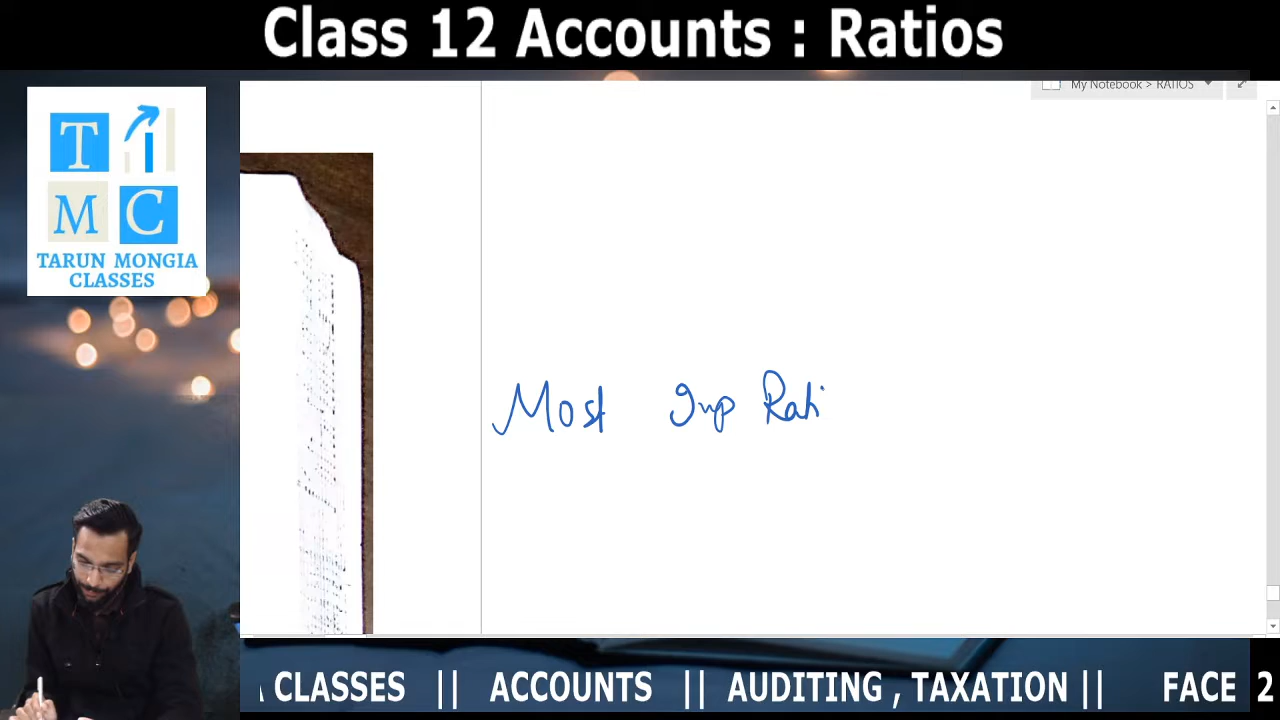 Class 12 Accounts : Ratios
My Notebook > RATIOS
T
M C
TARUN MONGIA
CLASSES
Most Imp Rati
CLASSES || ACCOUNTS || AUDITING , TAXATION || FACE 2